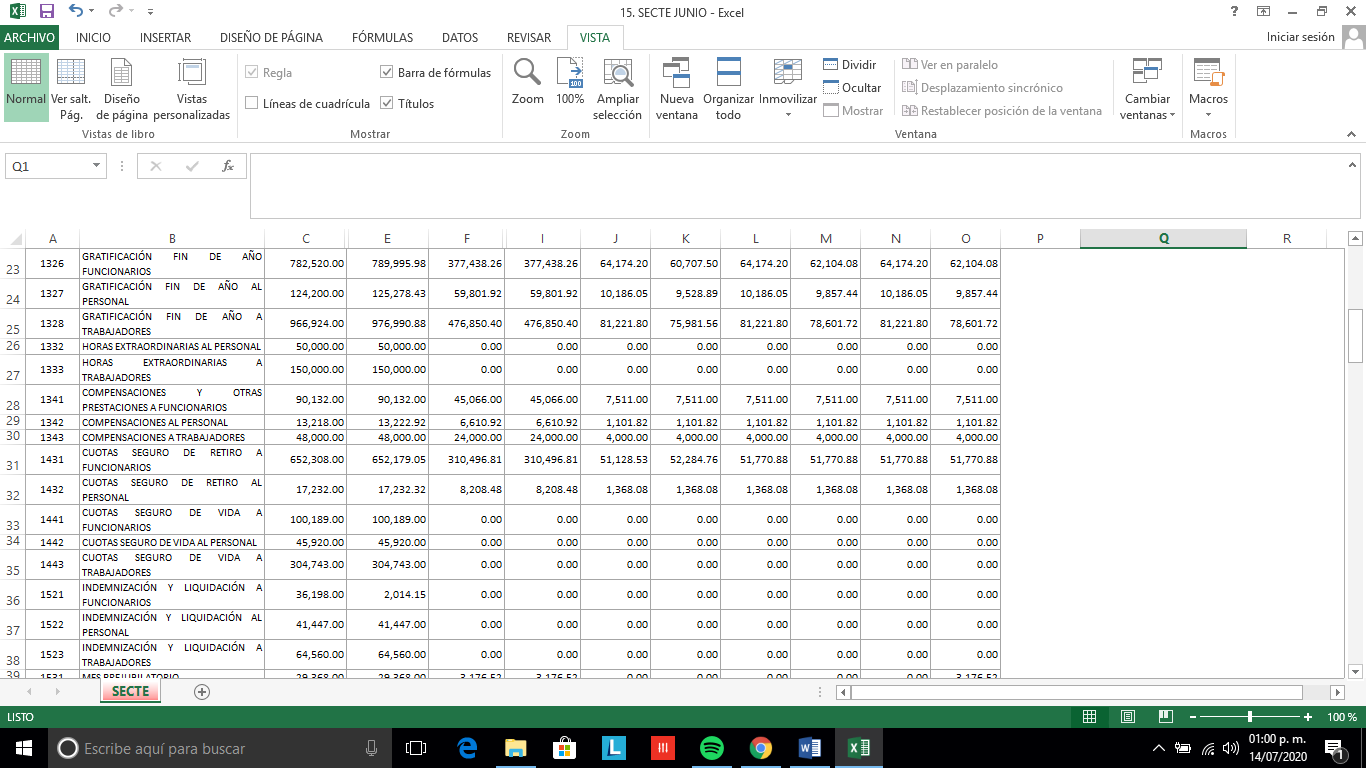 15. SECTE JUNIO - Excel
ARCHIVO INICIO INSERTAR DISEÑO DE PÁGINA FÓRMULAS DATOS REVISAR VISTA Iniciar sesión
Normal Ver salt. Pág. Diseño de página Vistas personalizadas
Vistas de libro
Regla Barra de fórmulas
Líneas de cuadrícula Títulos
Mostrar
Zoom 100% Ampliar selección
Zoom
Nueva ventana Organizar todo Inmovilizar
Dividir Ver en paralelo
Ocultar Desplazamiento sincrónico
Mostrar Restablecer posición de la ventana
Cambiar ventanas
Ventana
Macros
Macros
Q1 fx
A B C E F I J K L M N O P Q R
23 1326 GRATIFICACIÓN FIN DE AÑO FUNCIONARIOS 782,520.00 789,995.98 377,438.26 377,438.26 64,174.20 60,707.50 64,174.20 62,104.08 64,174.20 62,104.08
24 1327 GRATIFICACIÓN FIN DE AÑO AL PERSONAL 124,200.00 125,278.43 59,801.92 59,801.92 10,186.05 9,528.89 10,186.05 9,857.44 10,186.05 9,857.44
25 1328 GRATIFICACIÓN FIN DE AÑO A TRABAJADORES 966,924.00 976,990.88 476,850.40 476,850.40 81,221.80 75,981.56 81,221.80 78,601.72 81,221.80 78,601.72
26 1332 HORAS EXTRAORDINARIAS AL PERSONAL 50,000.00 50,000.00 0.00 0.00 0.00 0.00 0.00 0.00 0.00 0.00
27 1333 HORAS EXTRAORDINARIAS A TRABAJADORES 150,000.00 150,000.00 0.00 0.00 0.00 0.00 0.00 0.00 0.00 0.00
28 1341 COMPENSACIONES Y OTRAS PRESTACIONES A FUNCIONARIOS 90,132.00 90,132.00 45,066.00 45,066.00 7,511.00 7,511.00 7,511.00 7,511.00 7,511.00 7,511.00
29 1342 COMPENSACIONES AL PERSONAL 13,218.00 13,222.92 6,610.92 6,610.92 1,101.82 1,101.82 1,101.82 1,101.82 1,101.82 1,101.82
30 1343 COMPENSACIONES A TRABAJADORES 48,000.00 48,000.00 24,000.00 24,000.00 4,000.00 4,000.00 4,000.00 4,000.00 4,000.00 4,000.00
31 1431 CUOTAS SEGURO DE RETIRO A FUNCIONARIOS 652,308.00 652,179.05 310,496.81 310,496.81 51,128.53 52,284.76 51,770.88 51,770.88 51,770.88 51,770.88
32 1432 CUOTAS SEGURO DE RETIRO AL PERSONAL 17,232.00 17,232.32 8,208.48 8,208.48 1,368.08 1,368.08 1,368.08 1,368.08 1,368.08 1,368.08
33 1441 CUOTAS SEGURO DE VIDA A FUNCIONARIOS 100,189.00 100,189.00 0.00 0.00 0.00 0.00 0.00 0.00 0.00 0.00
34 1442 CUOTAS SEGURO DE VIDA AL PERSONAL 45,920.00 45,920.00 0.00 0.00 0.00 0.00 0.00 0.00 0.00 0.00
35 1443 CUOTAS SEGURO DE VIDA A TRABAJADORES 304,743.00 304,743.00 0.00 0.00 0.00 0.00 0.00 0.00 0.00 0.00
36 1521 INDEMNIZACIÓN Y LIQUIDACIÓN A FUNCIONARIOS 36,198.00 2,014.15 0.00 0.00 0.00 0.00 0.00 0.00 0.00 0.00
37 1522 INDEMNIZACIÓN Y LIQUIDACIÓN AL PERSONAL 41,447.00 41,447.00 0.00 0.00 0.00 0.00 0.00 0.00 0.00 0.00
38 1523 INDEMNIZACIÓN Y LIQUIDACIÓN A TRABAJADORES 64,560.00 64,560.00 0.00 0.00 0.00 0.00 0.00 0.00 0.00 0.00
39 1531 MES PREJUBILATORIO 29,368.00 29,368.00 3,176.52 3,176.52 0.00 0.00 0.00 0.00 0.00 3,176.52
SECTE
LISTO 100 %
Escribe aquí para buscar
01:00 p. m.
14/07/2020
1